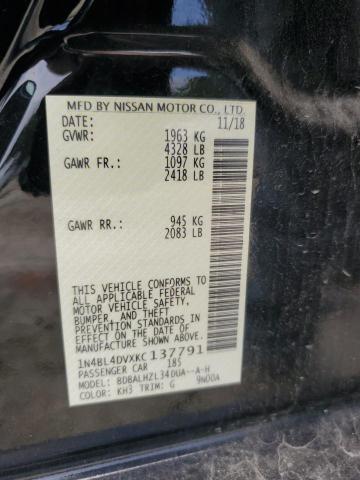 MFD BY NISSAN MOTOR CO., LTD.
DATE: 11/18
GVWR: 1963 KG
4328 LB
GAWR FR.: 1097 KG
2418 LB
GAWR RR.: 945 KG
2083 LB
THIS VEHICLE CONFORMS TO
ALL APPLICABLE FEDERAL
MOTOR VEHICLE SAFETY,
BUMPER, AND THEFT
PREVENTION STANDARDS IN
EFFECT ON THE DATE OF
MANUFACTURE SHOWN ABOVE.
1N4BL4DVXKC 137791
PASSENGER CAR 185
MODEL: BDBALHZL34DUA--A-H
COLOR: KH3 TRIM: G 9N00A